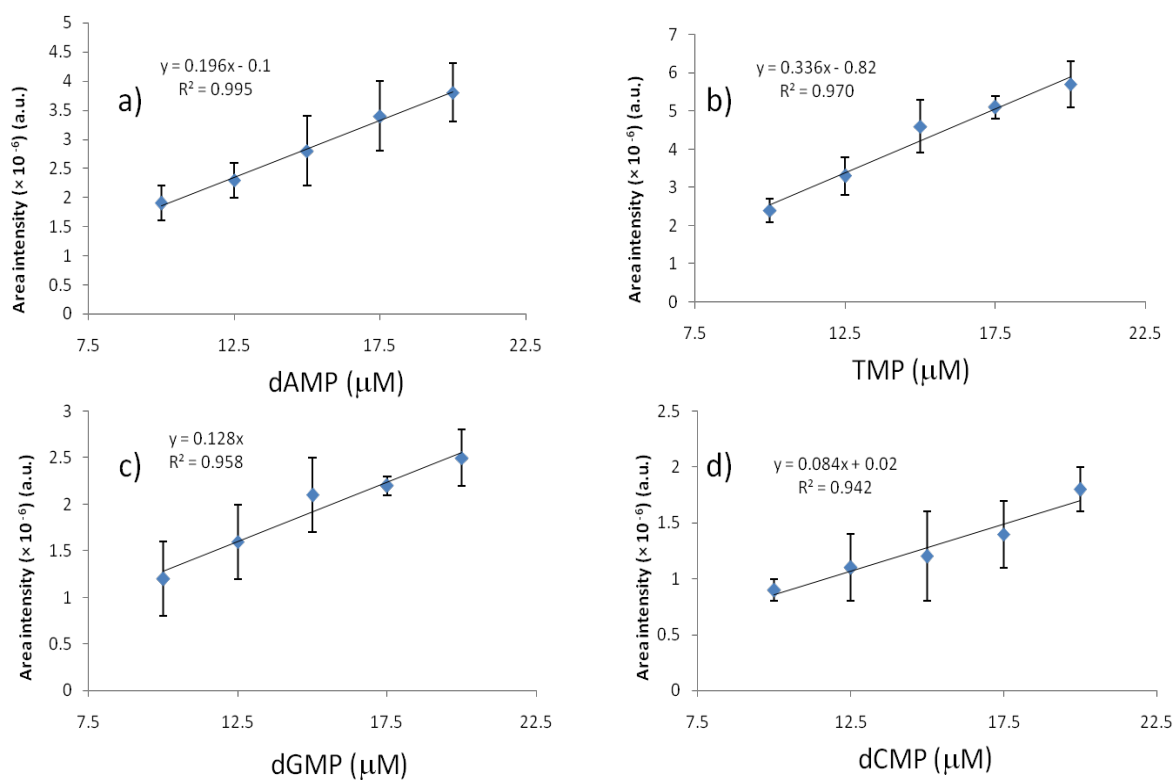 a)
y = 0.196x - 0.1
R² = 0.995
Area intensity (× 10 ⁻⁶) (a.u.)
5
4.5
4
3.5
3
2.5
2
1.5
1
0.5
0
7.5 12.5 17.5 22.5
dAMP (μM)
b)
y = 0.336x - 0.82
R² = 0.970
Area intensity (× 10 ⁻⁶) (a.u.)
7
6
5
4
3
2
1
0
7.5 12.5 17.5 22.5
TMP (μM)
c)
y = 0.128x
R² = 0.958
Area intensity (× 10⁻⁶) (a.u.)
3
2.5
2
1.5
1
0.5
0
7.5 12.5 17.5 22.5
dGMP (μM)
d)
y = 0.084x + 0.02
R² = 0.942
Area intensity (× 10⁻⁶) (a.u.)
2.5
2
1.5
1
0.5
0
7.5 12.5 17.5 22.5
dCMP (μM)